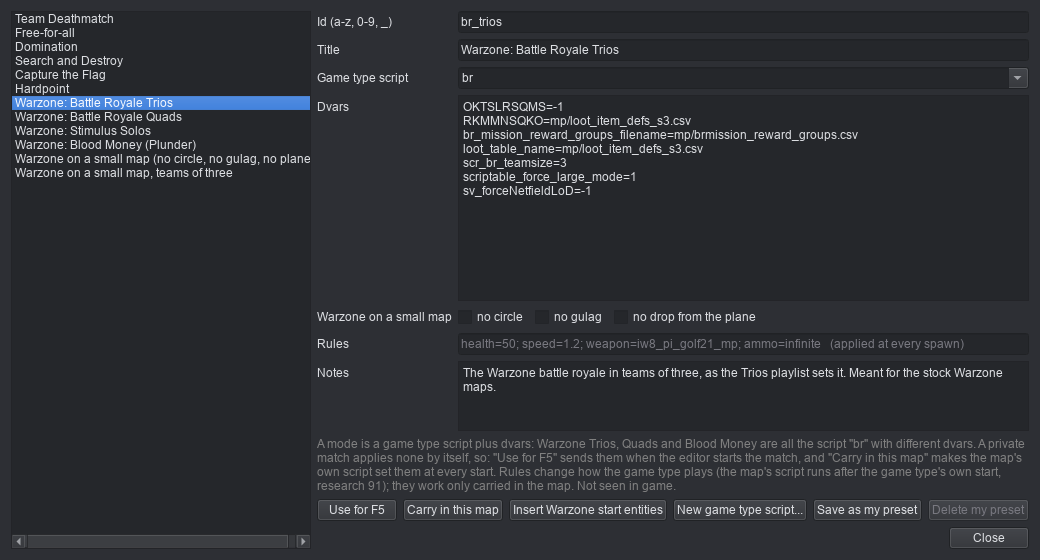 Team Deathmatch
Free-for-all
Domination
Search and Destroy
Capture the Flag
Hardpoint
Warzone: Battle Royale Trios
Warzone: Battle Royale Quads
Warzone: Stimulus Solos
Warzone: Blood Money (Plunder)
Warzone on a small map (no circle, no gulag, no plane
Warzone on a small map, teams of three
Id (a-z, 0-9, _)
br_trios
Title
Warzone: Battle Royale Trios
Game type script
br
Dvars
OKTSLRSQMS=-1
RKMMNSQKO=mp/loot_item_defs_s3.csv
br_mission_reward_groups_filename=mp/brmission_reward_groups.csv
loot_table_name=mp/loot_item_defs_s3.csv
scr_br_teamsize=3
scriptable_force_large_mode=1
sv_forceNetfieldLoD=-1
Warzone on a small map no circle no gulag no drop from the plane
Rules
health=50; speed=1.2; weapon=iw8_pi_golf21_mp; ammo=infinite (applied at every spawn)
Notes
The Warzone battle royale in teams of three, as the Trios playlist sets it. Meant for the stock Warzone
maps.
A mode is a game type script plus dvars: Warzone Trios, Quads and Blood Money are all the script "br" with different dvars. A private
match applies none by itself, so: "Use for F5" sends them when the editor starts the match, and "Carry in this map" makes the map's
own script set them at every start. Rules change how the game type plays (the map's script runs after the game type's own start,
research 91); they work only carried in the map. Not seen in game.
Use for F5
Carry in this map
Insert Warzone start entities
New game type script...
Save as my preset
Delete my preset
Close